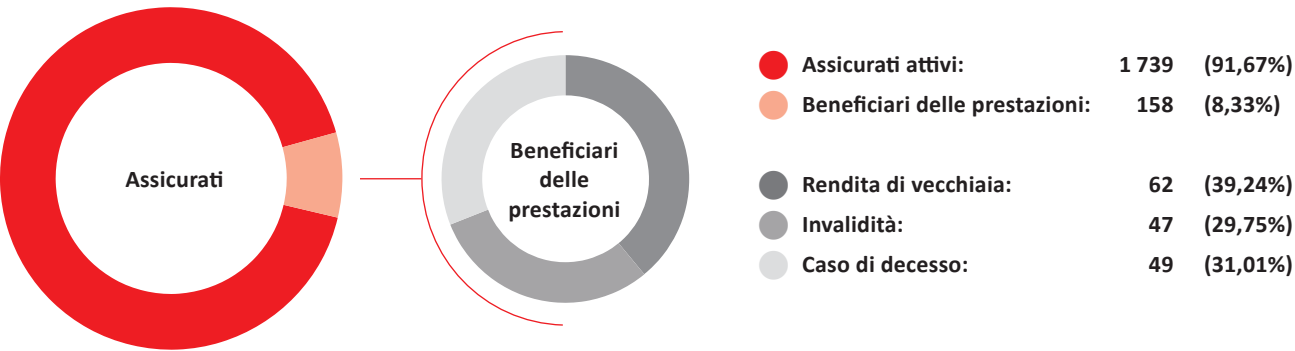 Assicurati
Beneficiari
delle
prestazioni
Assicurati attivi: 1 739 (91,67%)
Beneficiari delle prestazioni: 158 (8,33%)
Rendita di vecchiaia: 62 (39,24%)
Invalidità: 47 (29,75%)
Caso di decesso: 49 (31,01%)